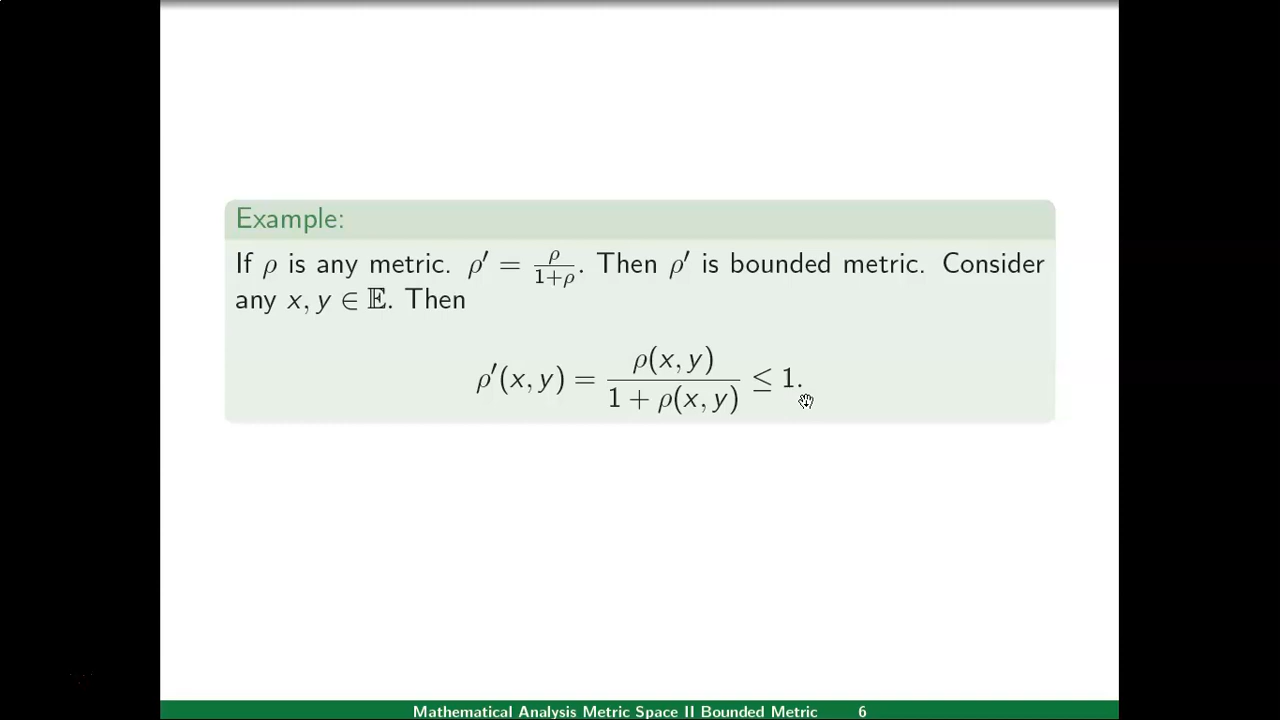 Example:
If ρ is any metric. ρ′ = ρ/(1+ρ). Then ρ′ is bounded metric. Consider
any x, y ∈ 𝔼. Then
ρ′(x, y) = ρ(x, y)/(1 + ρ(x, y)) ≤ 1.
Mathematical Analysis Metric Space II Bounded Metric 6